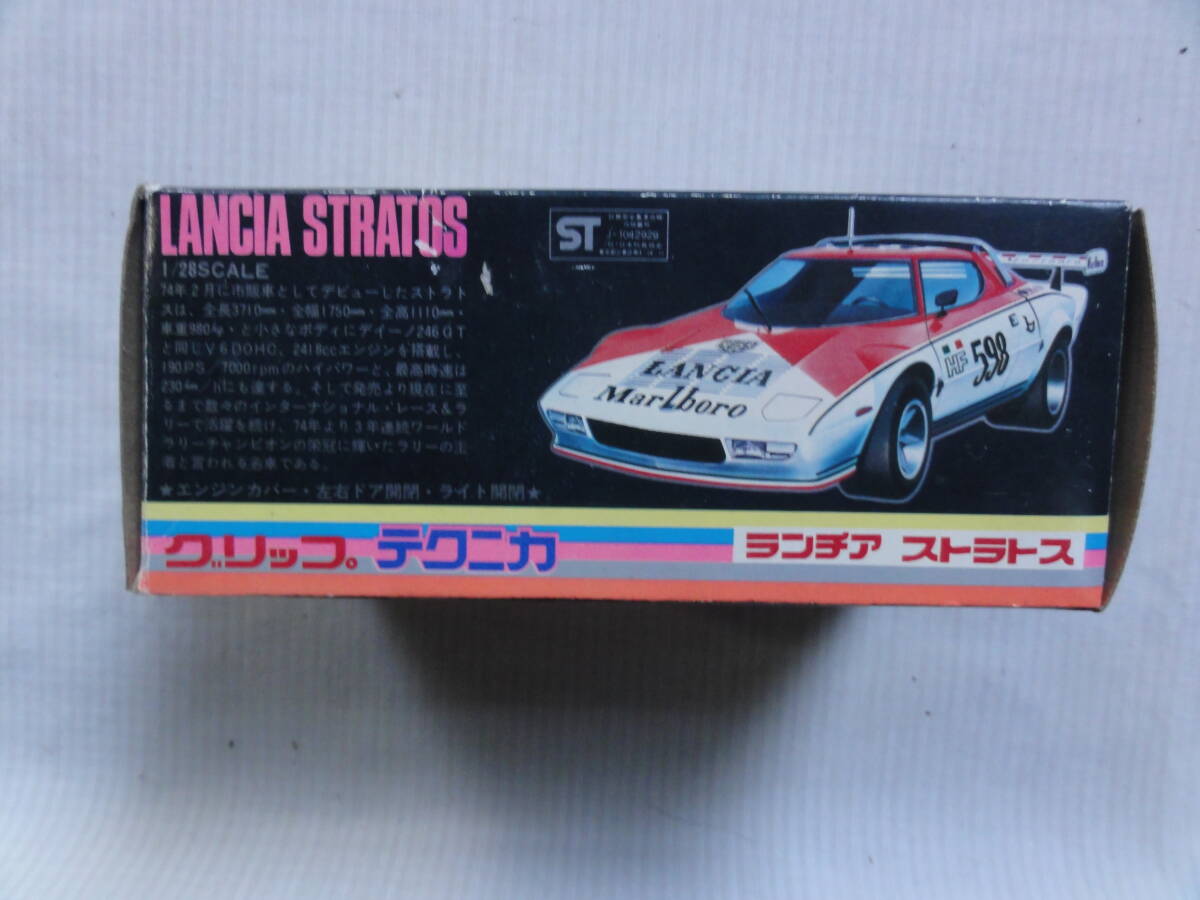 LANCIA STRATOS
1/28SCALE
74年2月に市販車としてデビューしたストラト
スは、全長3710mm・全幅1750mm・全高1110mm・
車重980kg・と小さなボディにデイーノ246GT
と同じV6DOHC、2418ccエンジンを搭載し、
190PS/7000rpmのハイパワーと、最高時速は
230km/hにも達する。そして発売より現在に至
るまで数々のインターナショナル・レース&ラ
リーで活躍を続け、74年より3年連続ワールド
ラリーチャンピオンの栄冠に輝いたラリーの王
者と言われる名車である。
★エンジンカバー・左右ドア開閉・ライト開閉★
ST
J-1042929
LANCIA
Marlboro
HF
598
グリップ テクニカ
ランチア ストラトス